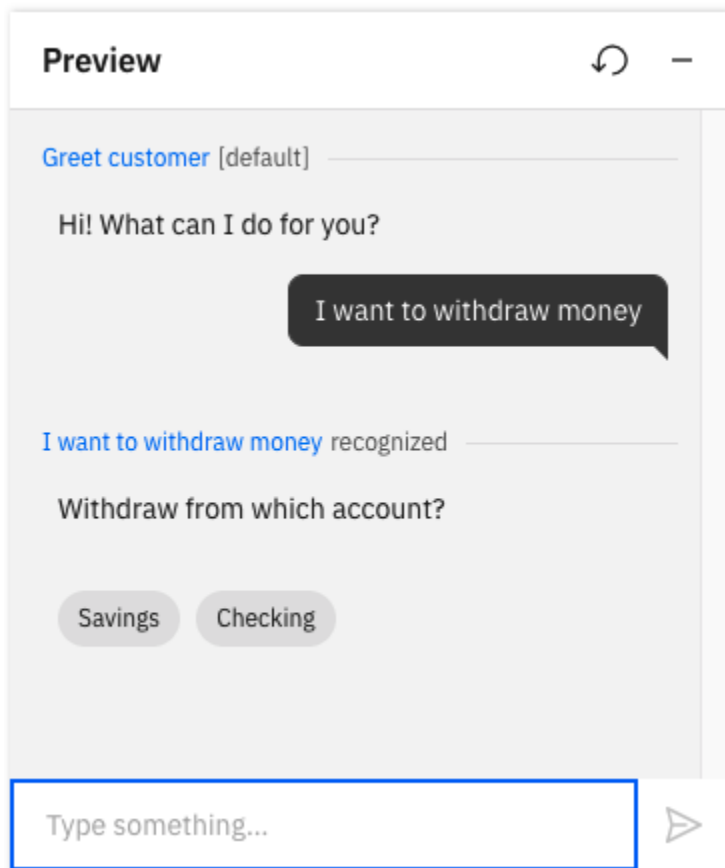 Preview
Greet customer [default]
Hi! What can I do for you?
I want to withdraw money
I want to withdraw money recognized
Withdraw from which account?
Savings Checking
Type something...